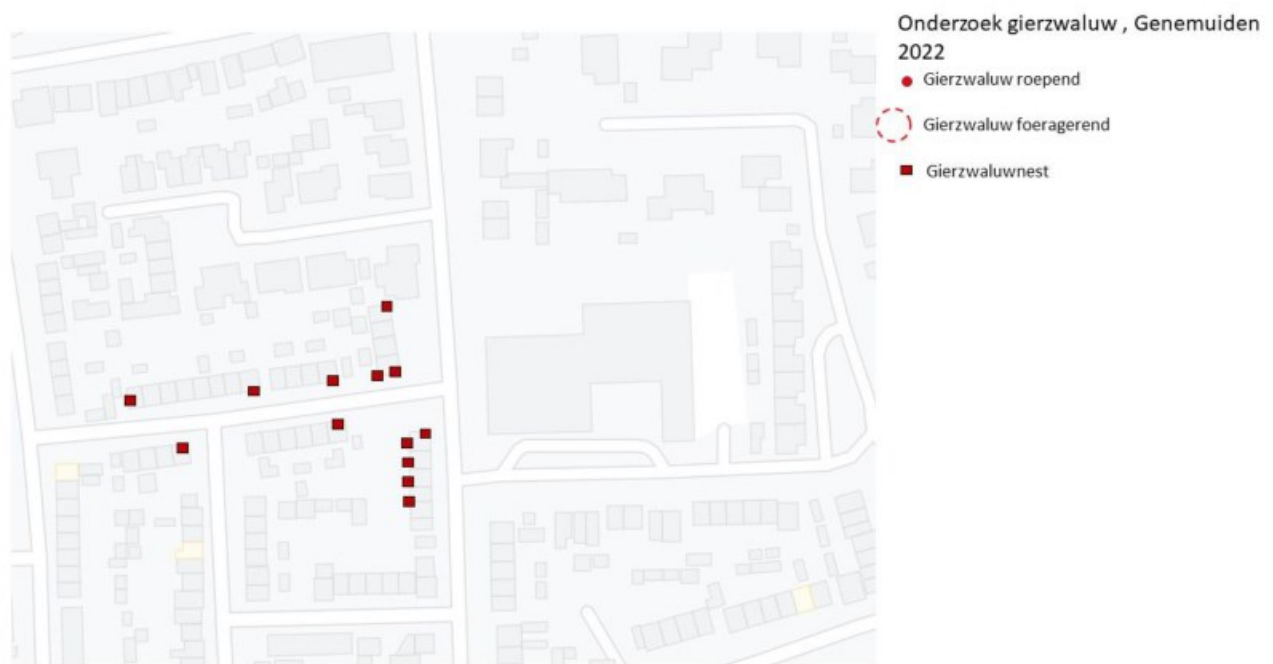 Onderzoek gierzwaluw , Genemuiden
2022
Gierzwaluw roepend
Gierzwaluw foeragerend
Gierzwaluwnest